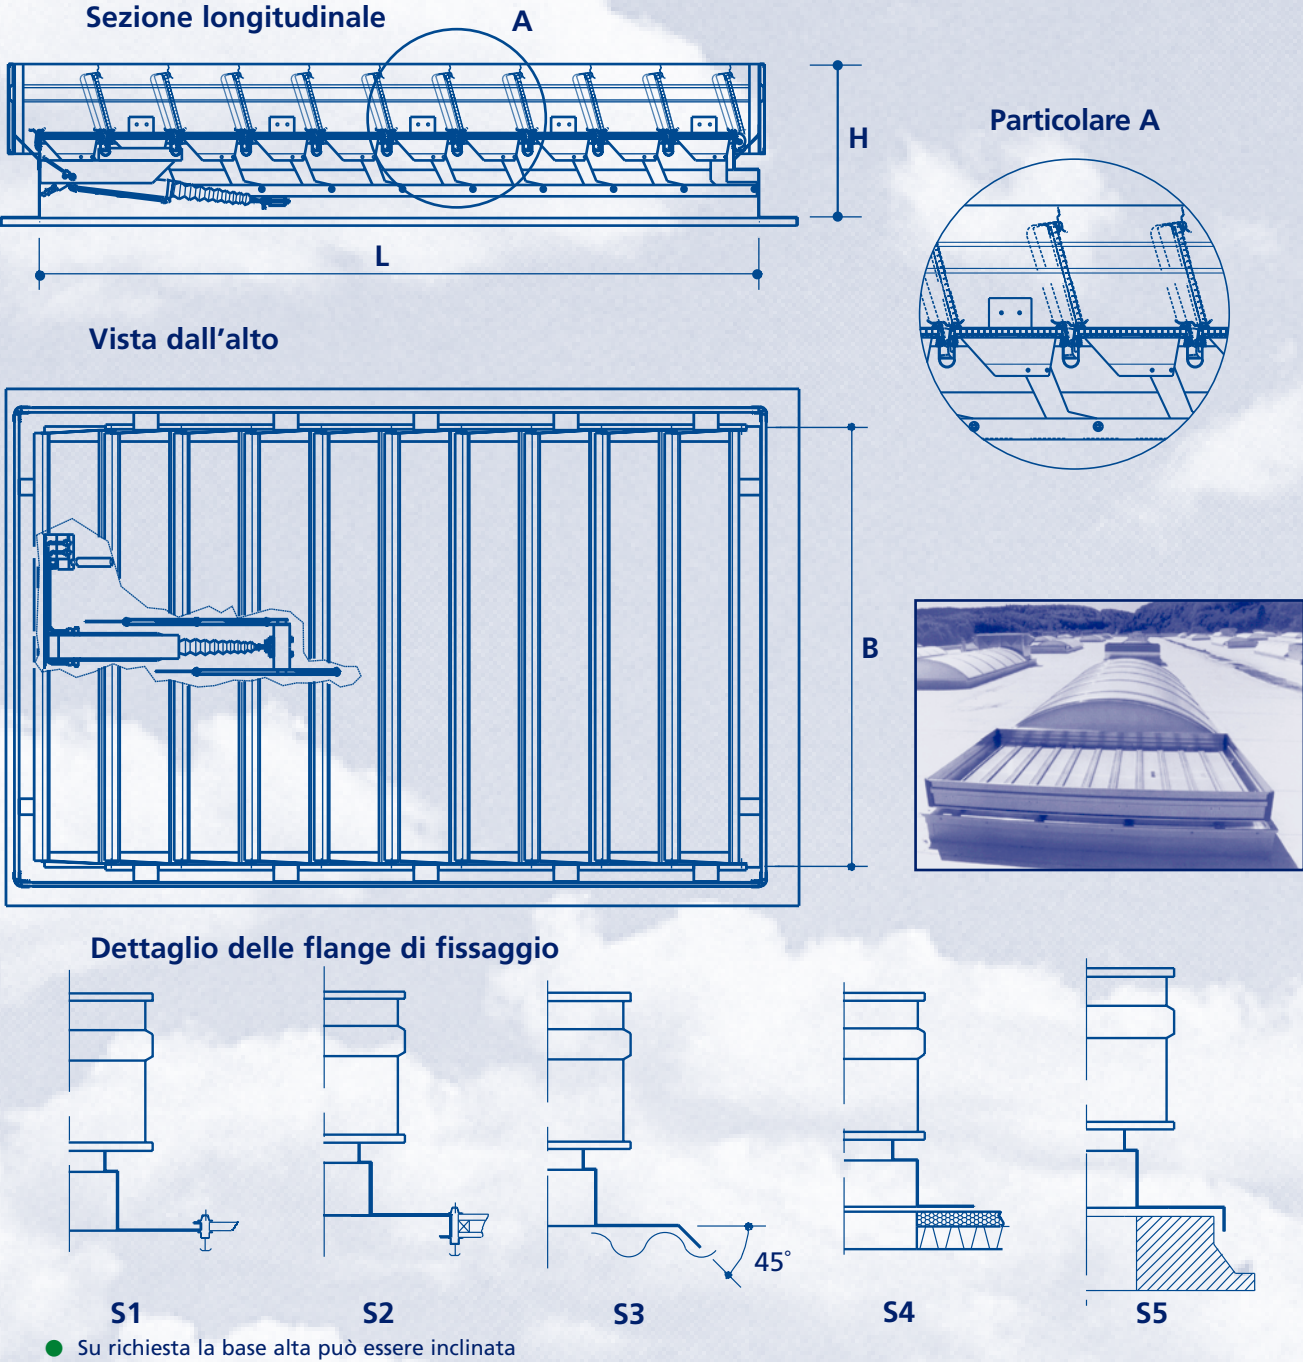 Sezione longitudinale
A
H
Particolare A
L
Vista dall'alto
B
Dettaglio delle flange di fissaggio
45°
S1
S2
S3
S4
S5
Su richiesta la base alta può essere inclinata